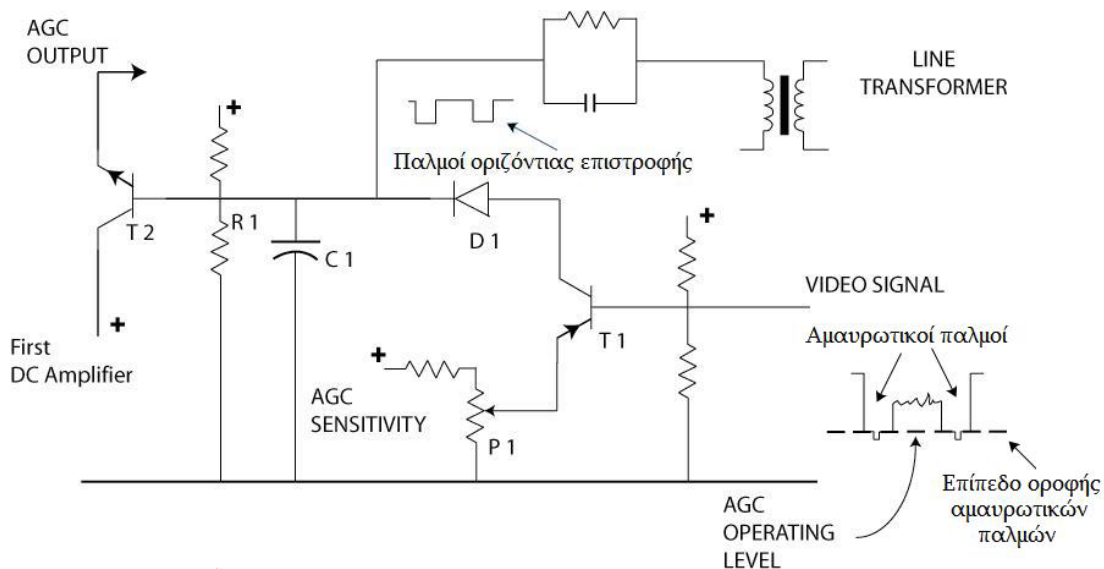 AGC
OUTPUT
LINE
TRANSFORMER
+
Παλμοί οριζόντιας επιστροφής
T 2
R 1
C 1
D 1
+
VIDEO SIGNAL
First
DC Amplifier
+
+
AGC
SENSITIVITY
T 1
P 1
Αμαυρωτικοί παλμοί
AGC
OPERATING
LEVEL
Επίπεδο οροφής
αμαυρωτικών
παλμών